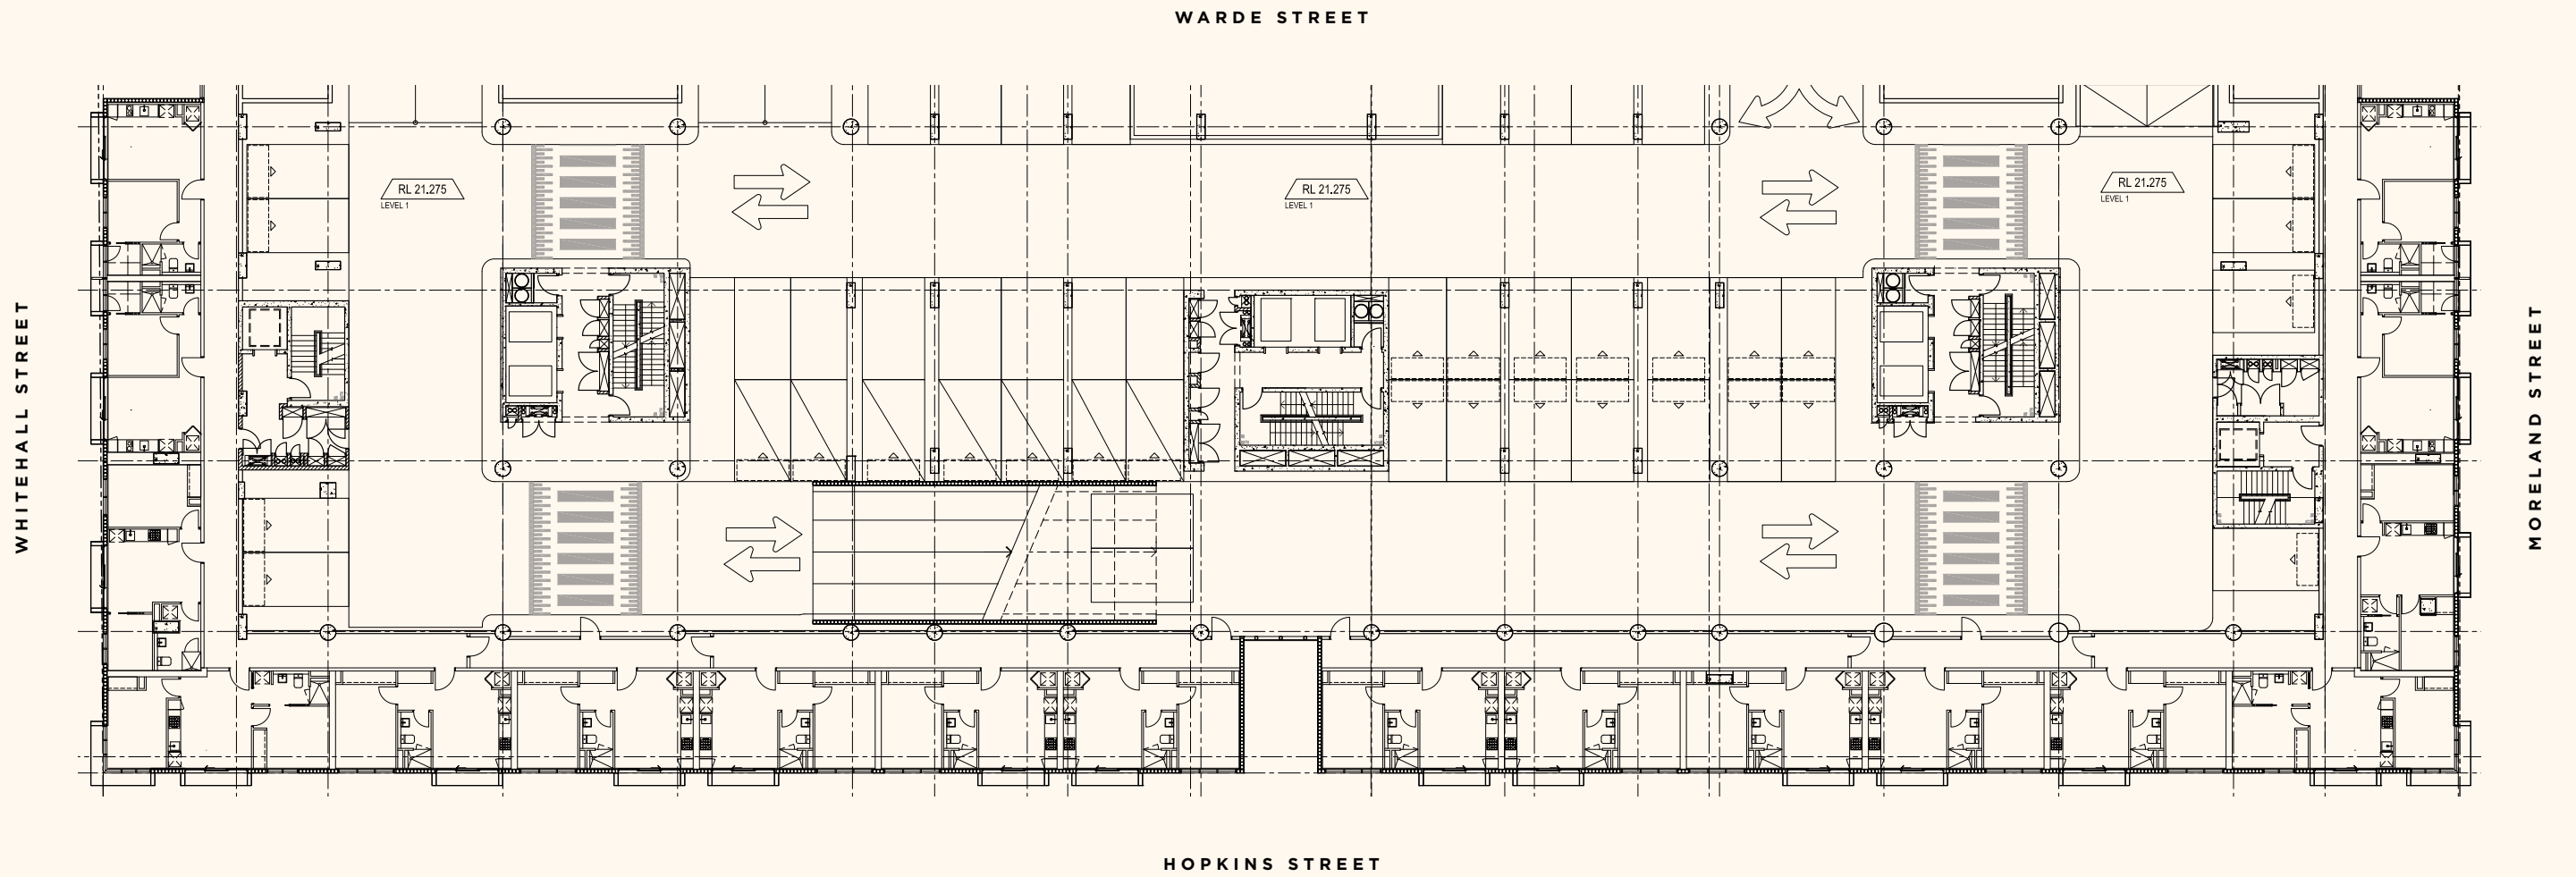 WARDE STREET
RL 21.275
LEVEL 1
RL 21.275
LEVEL 1
RL 21.275
LEVEL 1
WHITEHALL STREET
MORELAND STREET
HOPKINS STREET